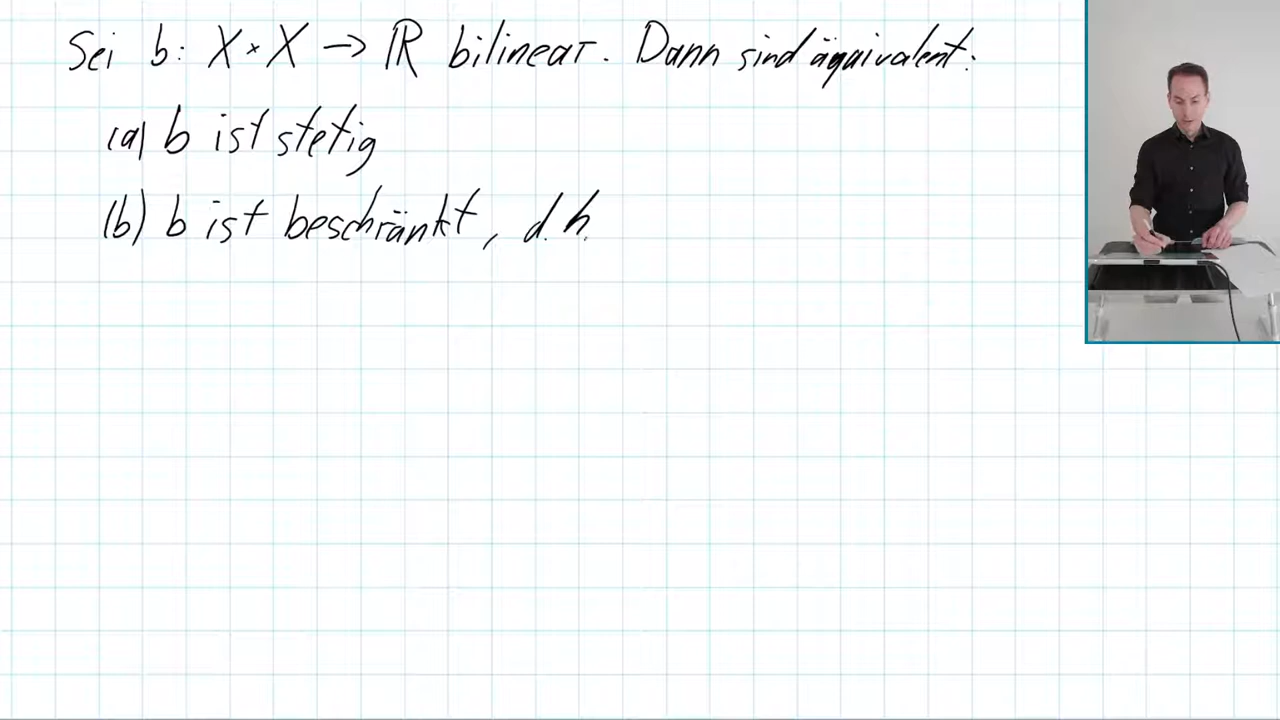 Sei b: X × X → ℝ bilinear. Dann sind äquivalent:
(a) b ist stetig
(b) b ist beschränkt, d.h.